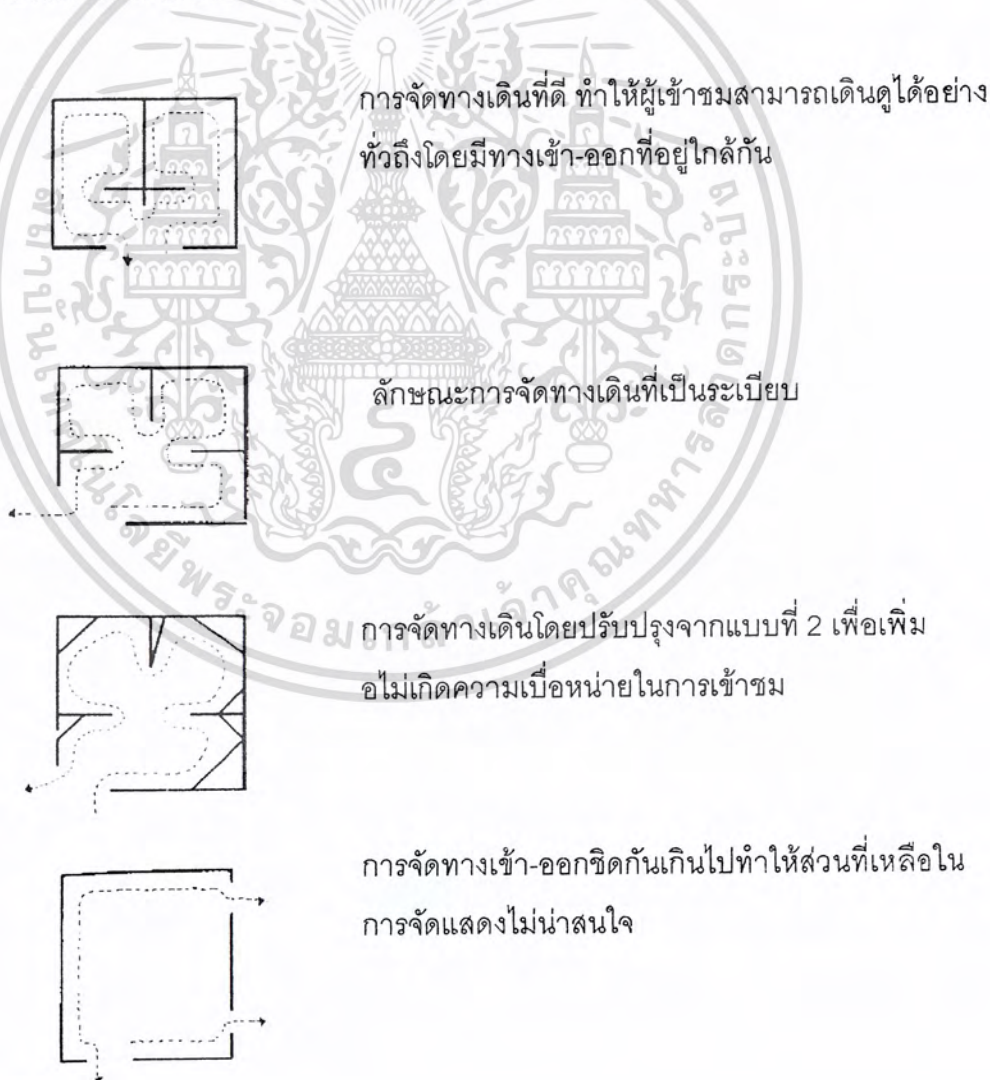 การจัดทางเดินที่ดี ทำให้ผู้เข้าชมสามารถเดินดูได้อย่าง
ทั่วถึงโดยมีทางเข้า-ออกที่อยู่ใกล้กัน
ลักษณะการจัดทางเดินที่เป็นระเบียบ
การจัดทางเดินโดยปรับปรุงจากแบบที่ 2 เพื่อเพิ่ม
อไม่เกิดความเบื่อหน่ายในการเข้าชม
การจัดทางเข้า-ออกชิดกันเกินไปทำให้ส่วนที่เหลือใน
การจัดแสดงไม่น่าสนใจ